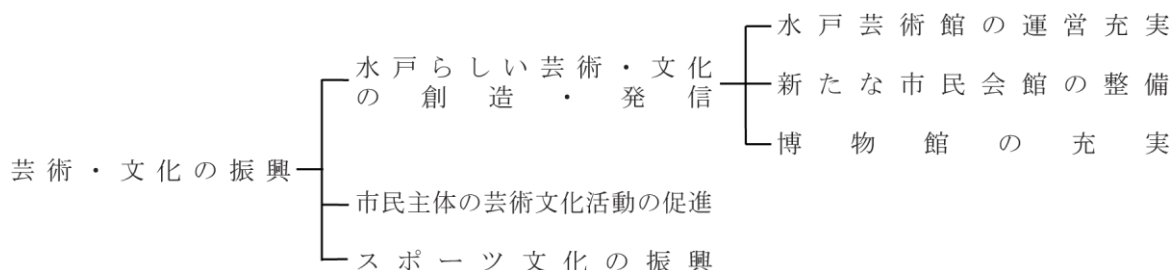 芸術・文化の振興
水戸らしい芸術・文化
の創造・発信
水戸芸術館の運営充実
新たな市民会館の整備
博物館の充実
市民主体の芸術文化活動の促進
スポーツ文化の振興